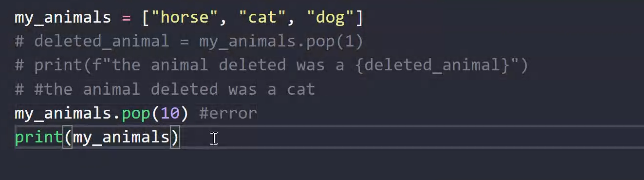 my_animals = ["horse", "cat", "dog"]
# deleted_animal = my_animals.pop(1)
# print(f"the animal deleted was a {deleted_animal}")
# #the animal deleted was a cat
my_animals.pop(10) #error
print(my_animals)